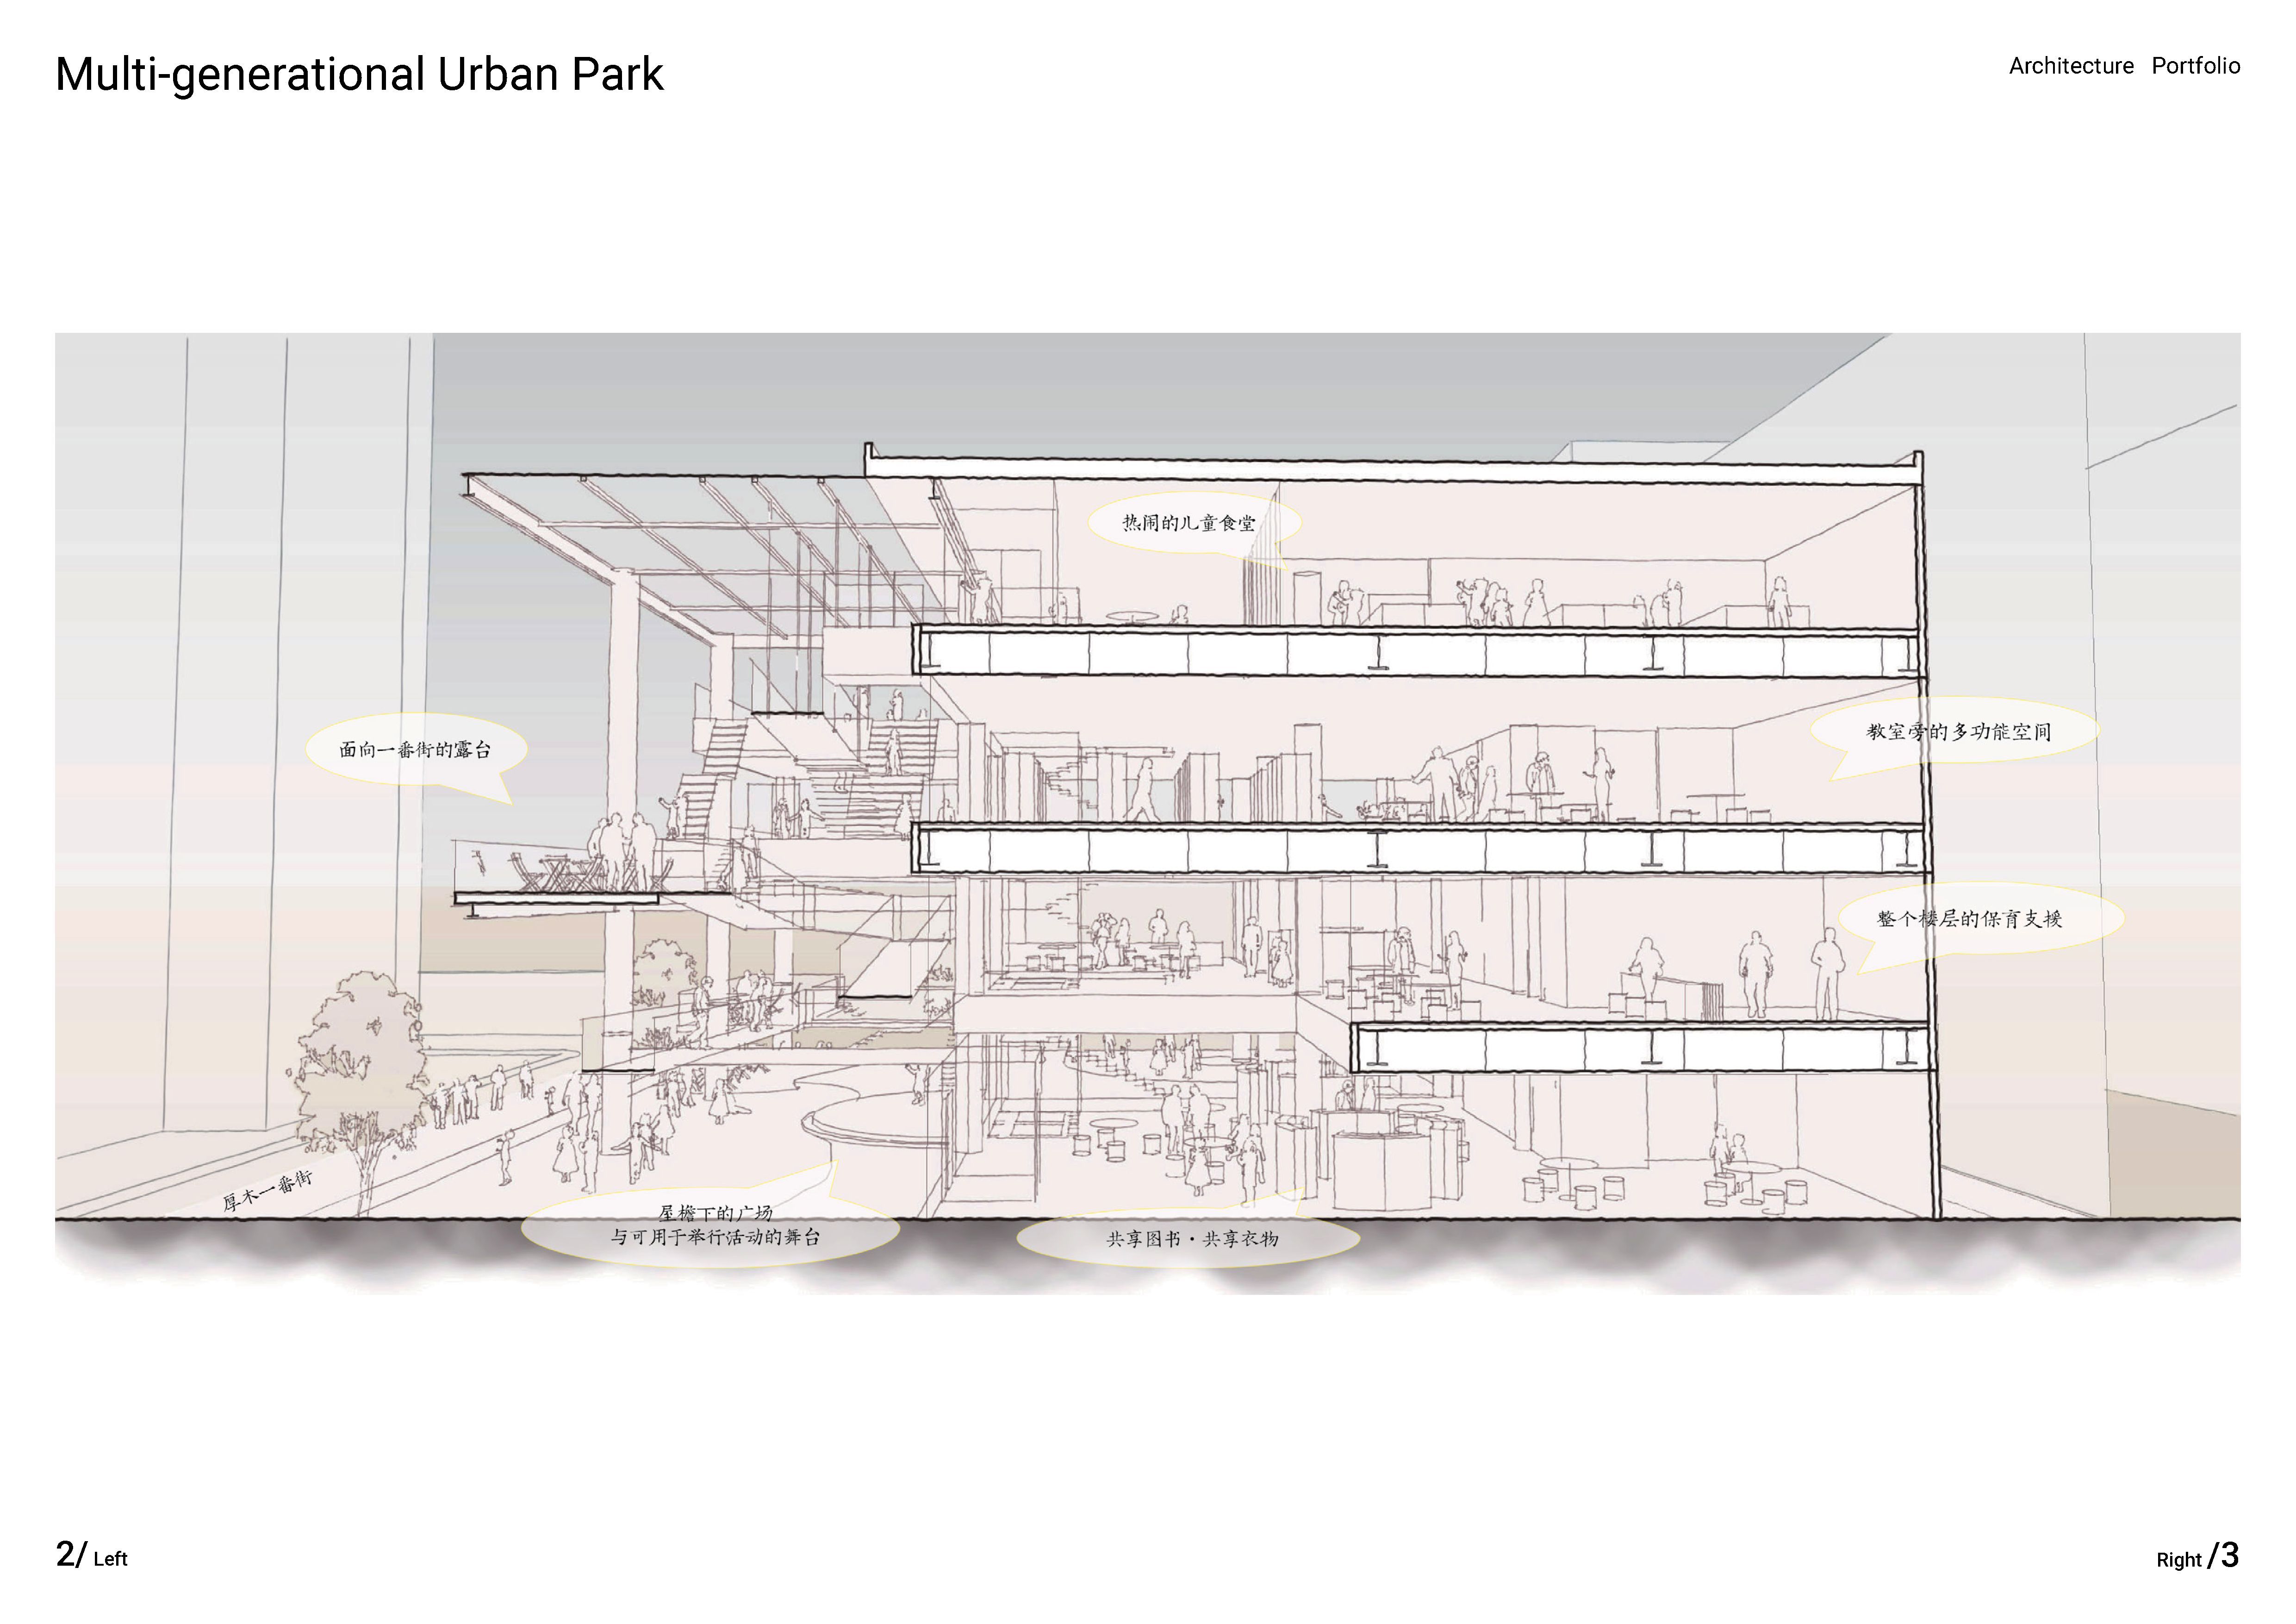 Multi-generational Urban Park
Architecture Portfolio
热闹的儿童食堂
面向一番街的露台
教室旁的多功能空间
整个楼层的保育支援
厚木一番街
屋檐下的广场
与可用于举行活动的舞台
共享图书・共享衣物
2/ Left
Right /3